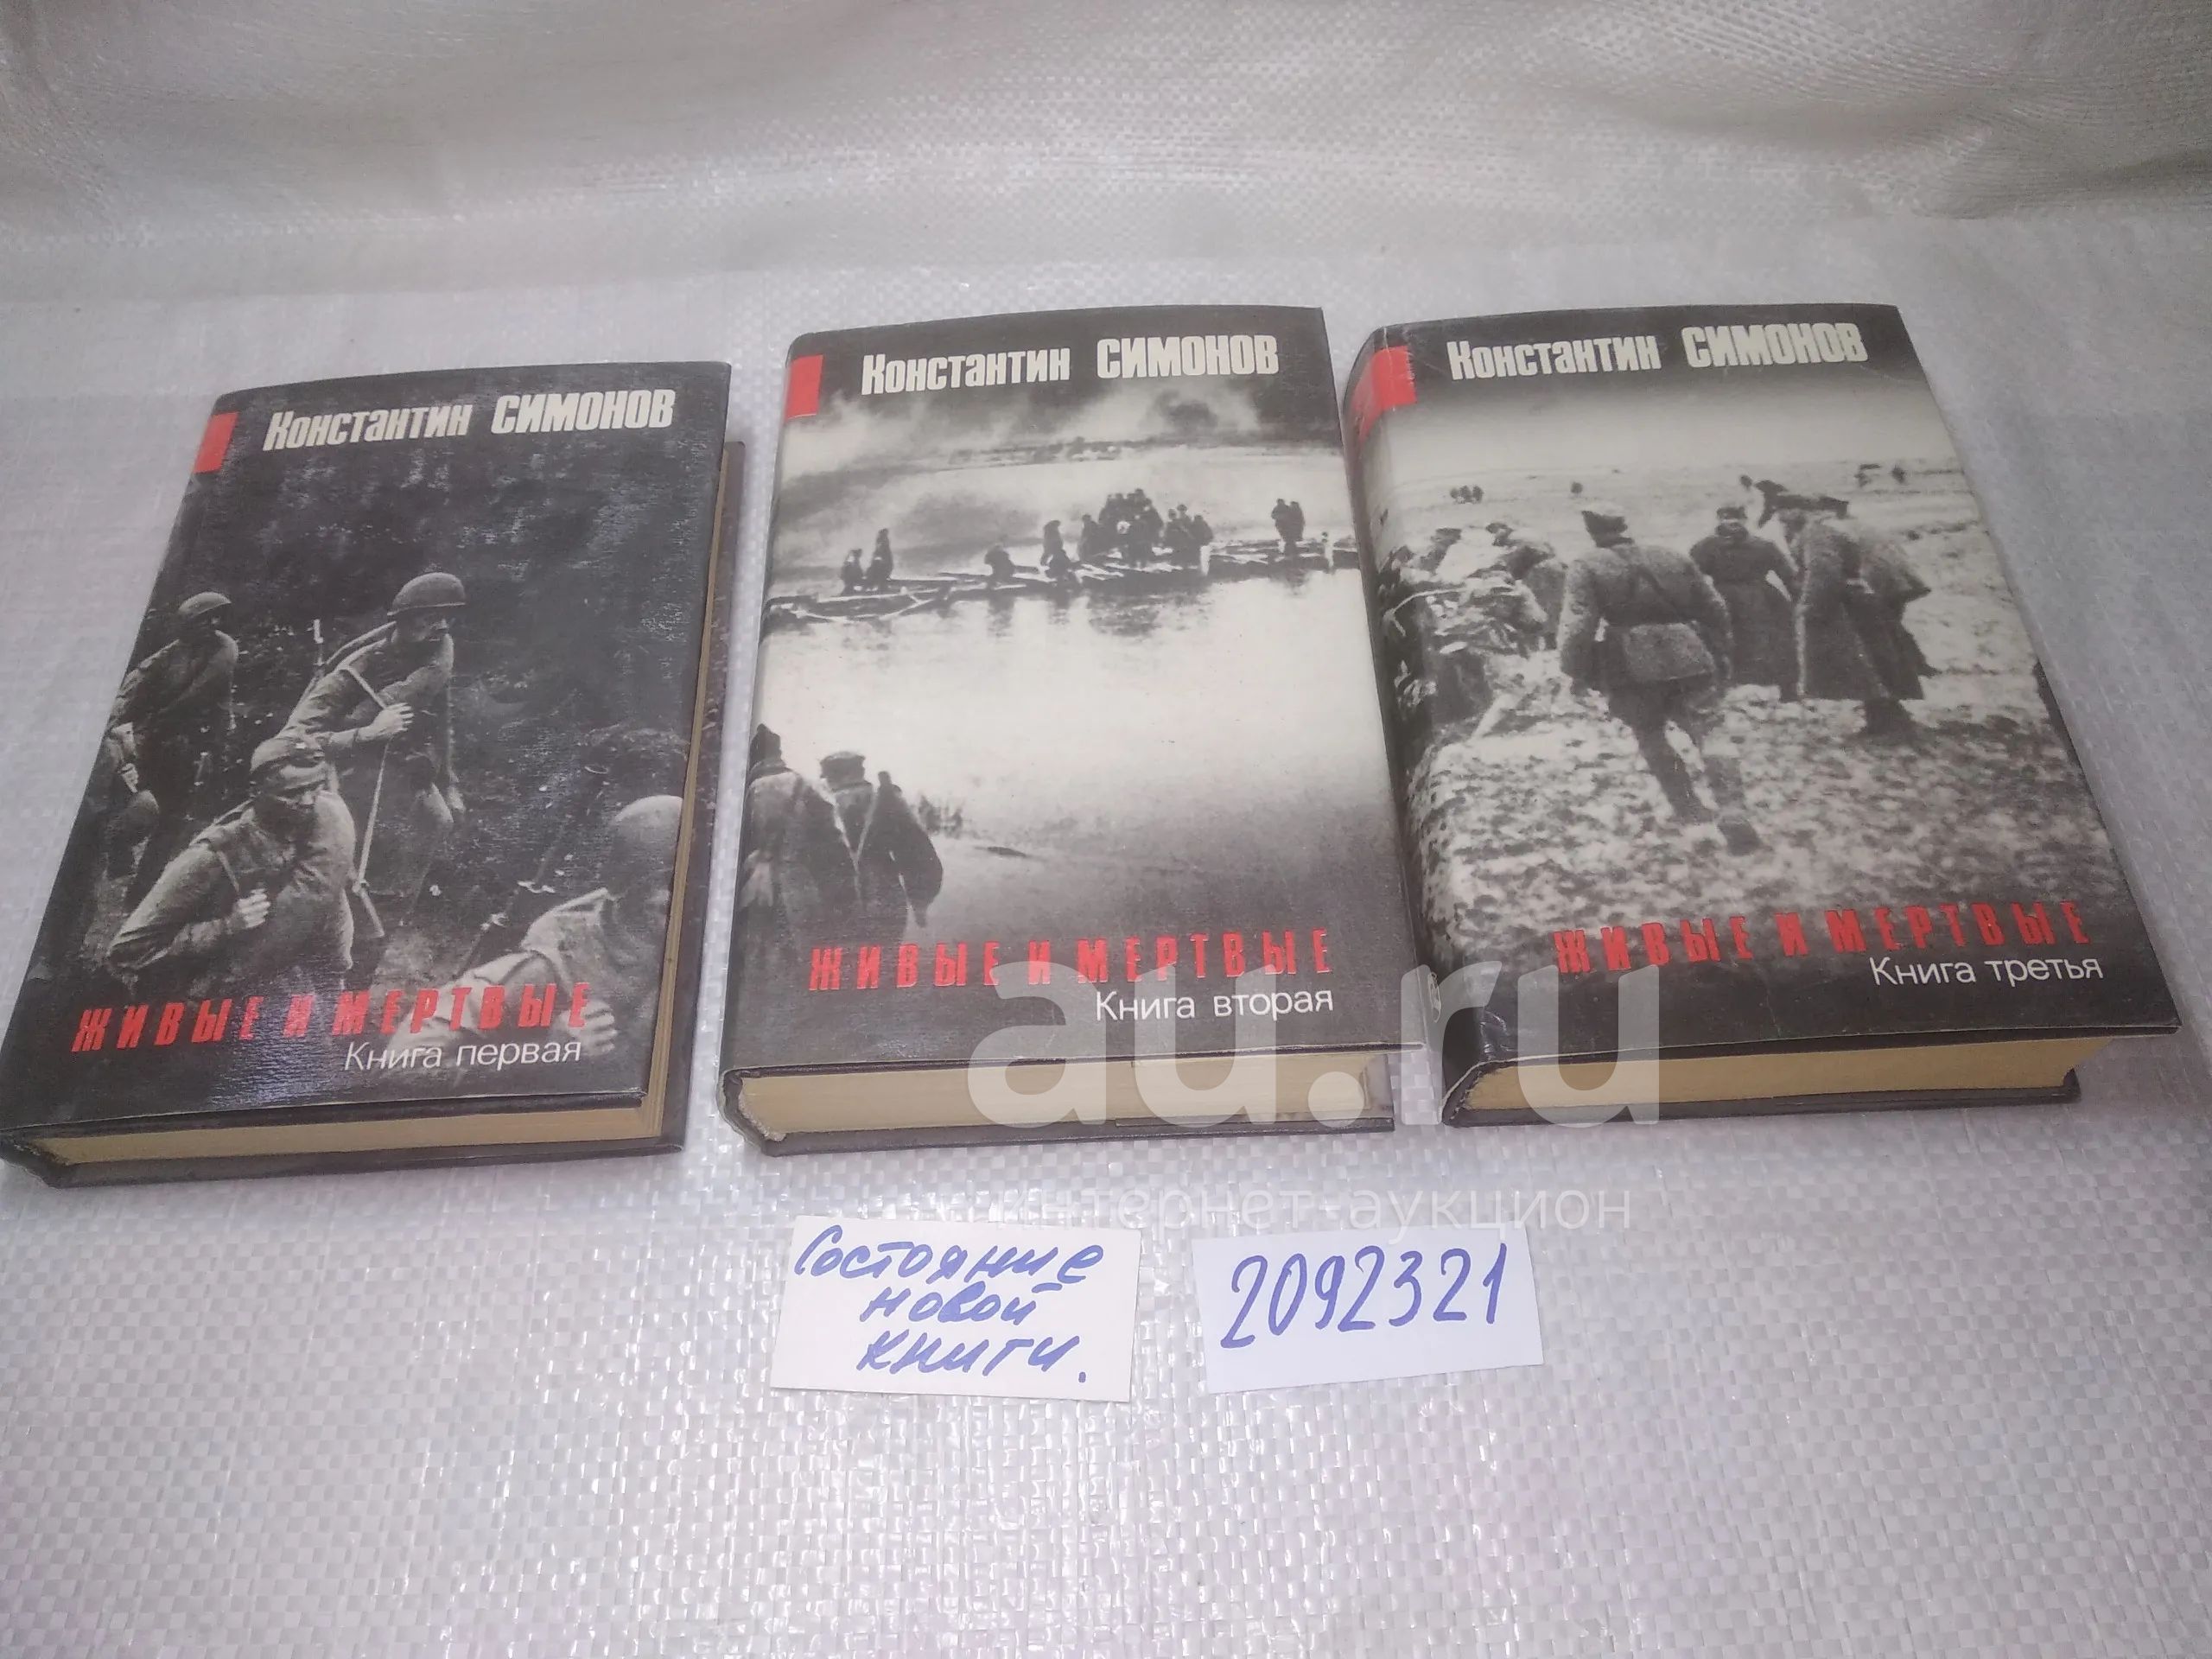 Константин СИМОНОВ
ЖИВЫЕ И МЕРТВЫЕ
Книга первая
Константин СИМОНОВ
ЖИВЫЕ И МЕРТВЫЕ
Книга вторая
Константин СИМОНОВ
ЖИВЫЕ И МЕРТВЫЕ
Книга третья
au.ru
интернет-аукцион
Состояние
новой
книги.
2092321